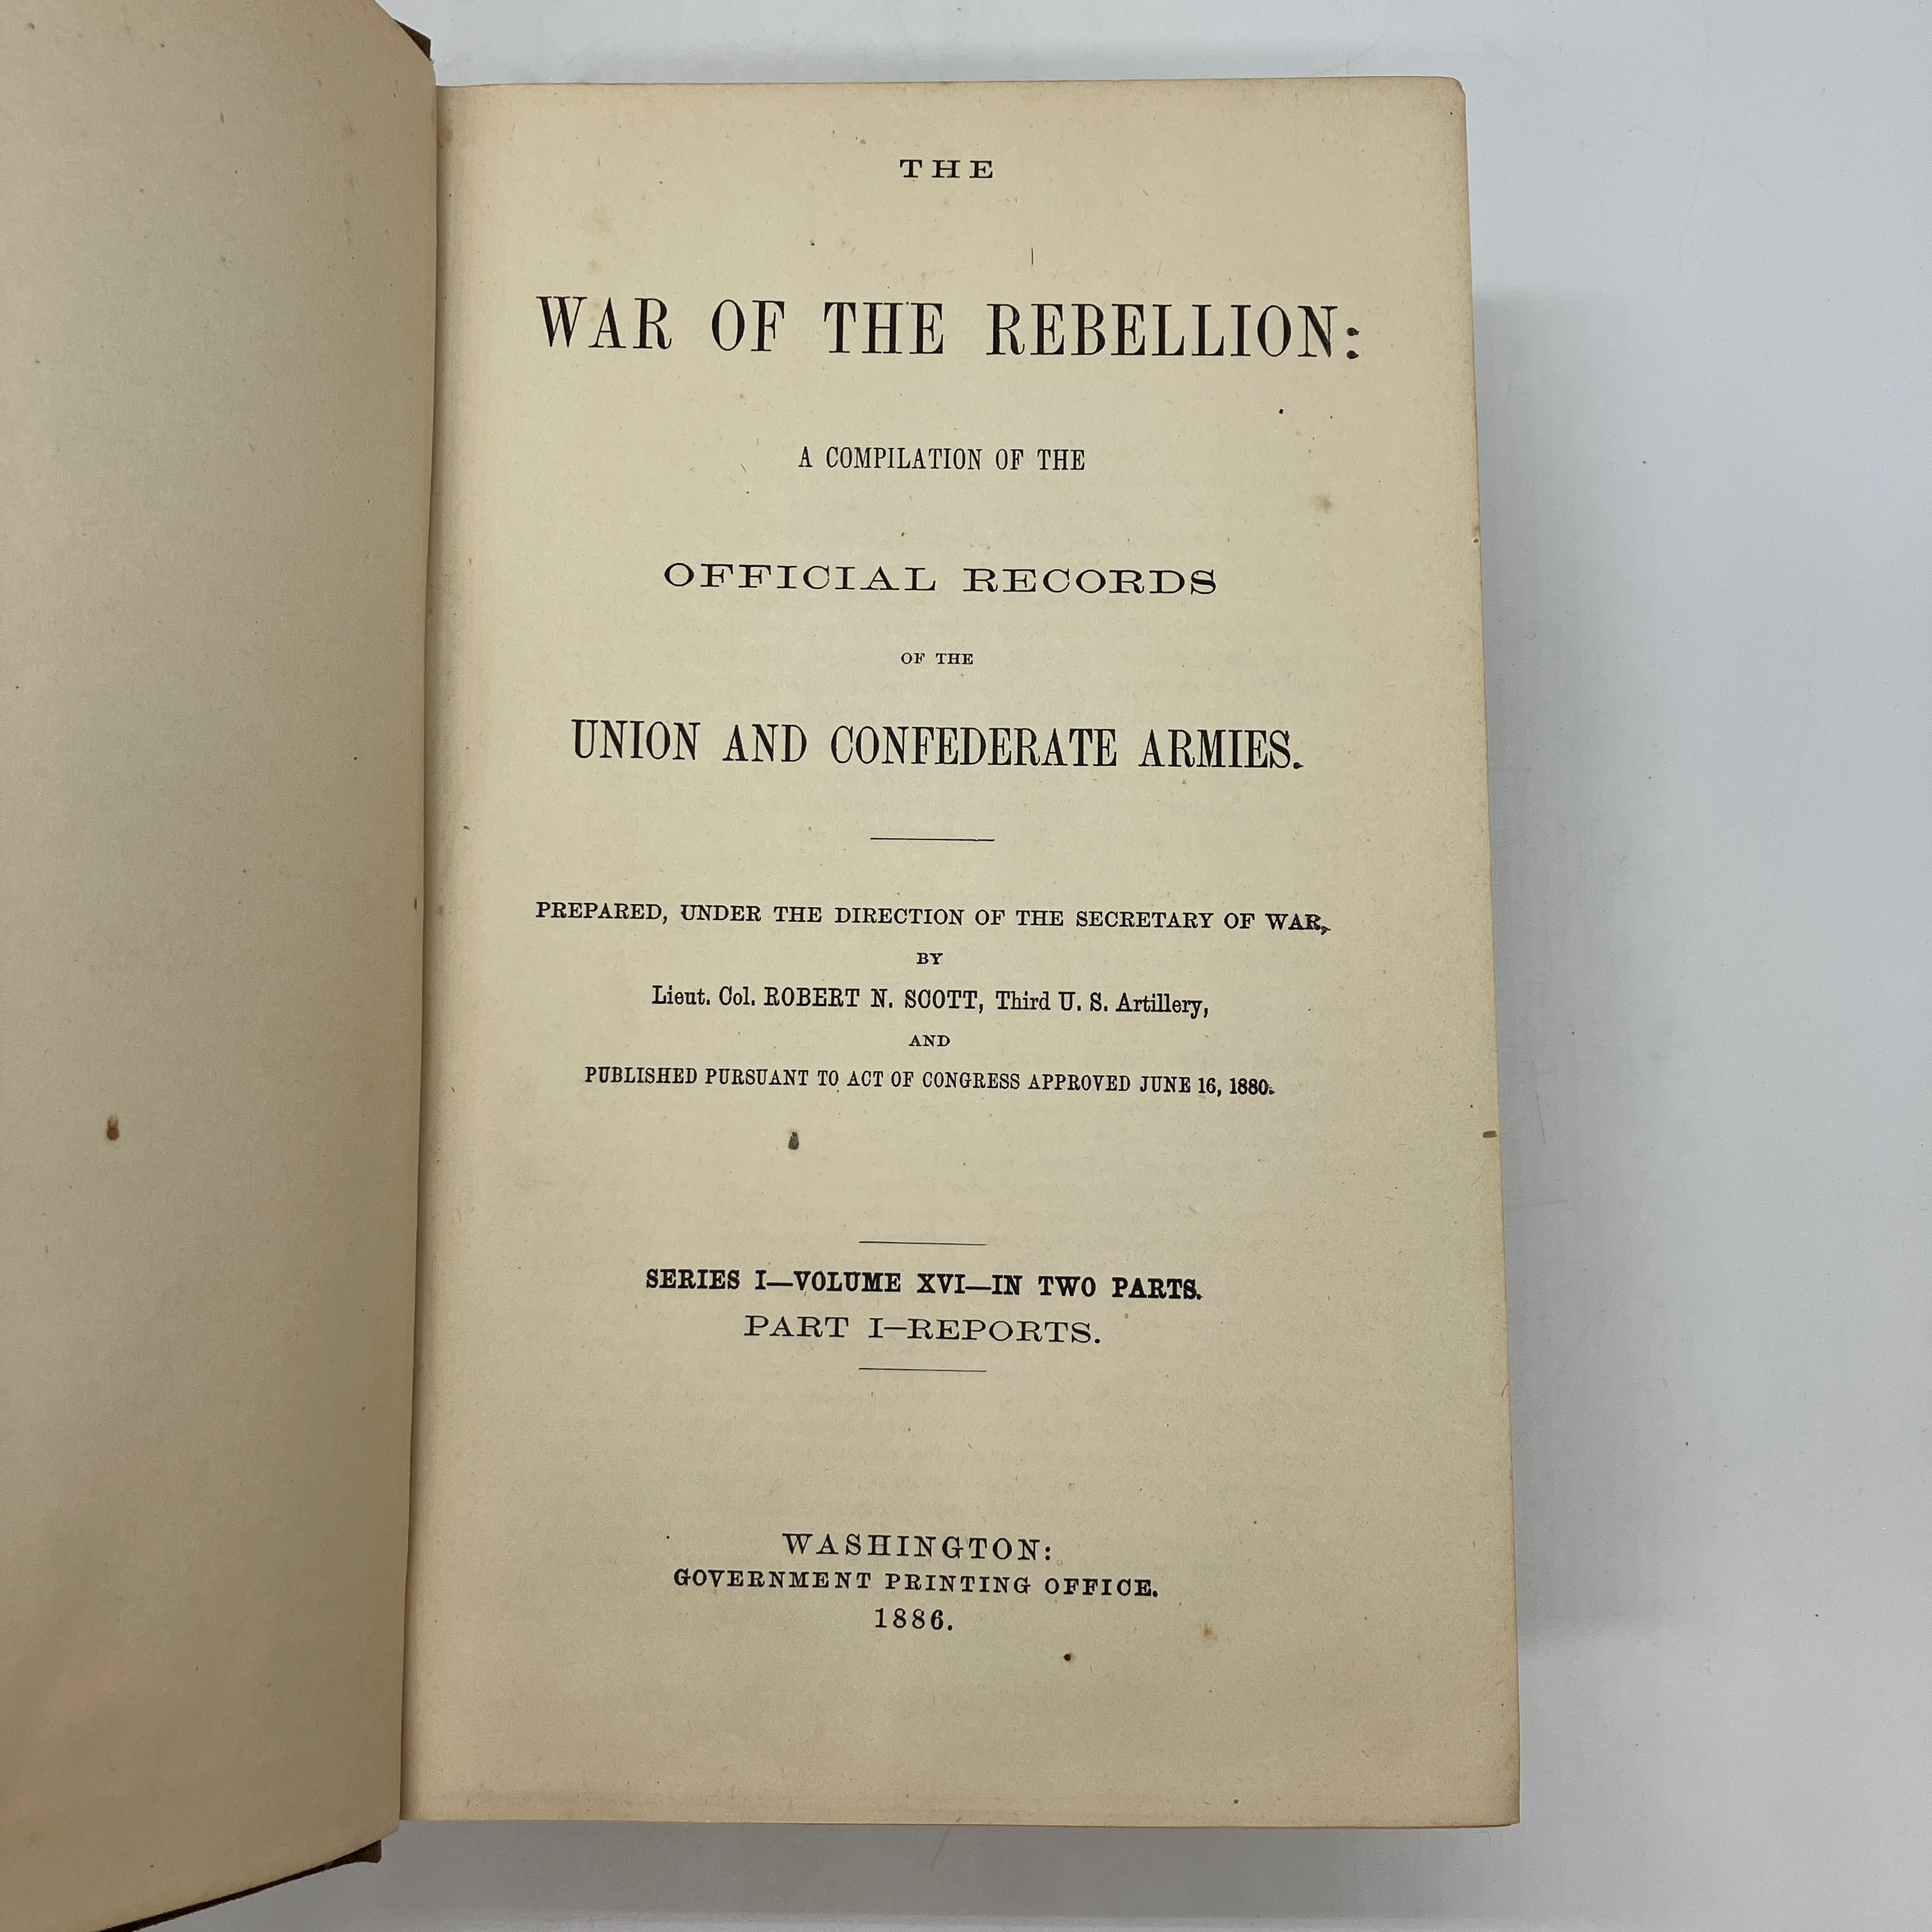 THE
WAR OF THE REBELLION:
A COMPILATION OF THE
OFFICIAL RECORDS
OF THE
UNION AND CONFEDERATE ARMIES.
PREPARED, UNDER THE DIRECTION OF THE SECRETARY OF WAR,
BY
Lieut. Col. ROBERT N. SCOTT, Third U. S. Artillery,
AND
PUBLISHED PURSUANT TO ACT OF CONGRESS APPROVED JUNE 16, 1880.
SERIES I—VOLUME XVI—IN TWO PARTS.
PART I—REPORTS.
WASHINGTON:
GOVERNMENT PRINTING OFFICE.
1886.